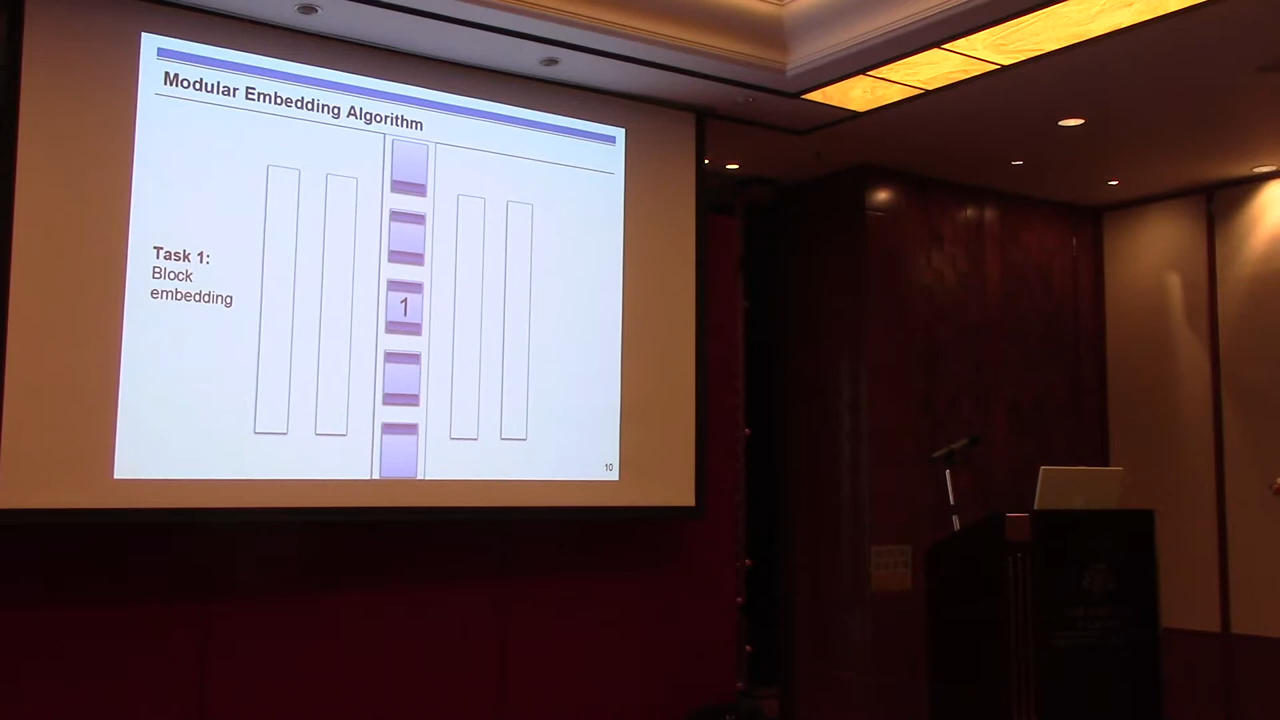 Modular Embedding Algorithm
Task 1:
Block
embedding
1
10